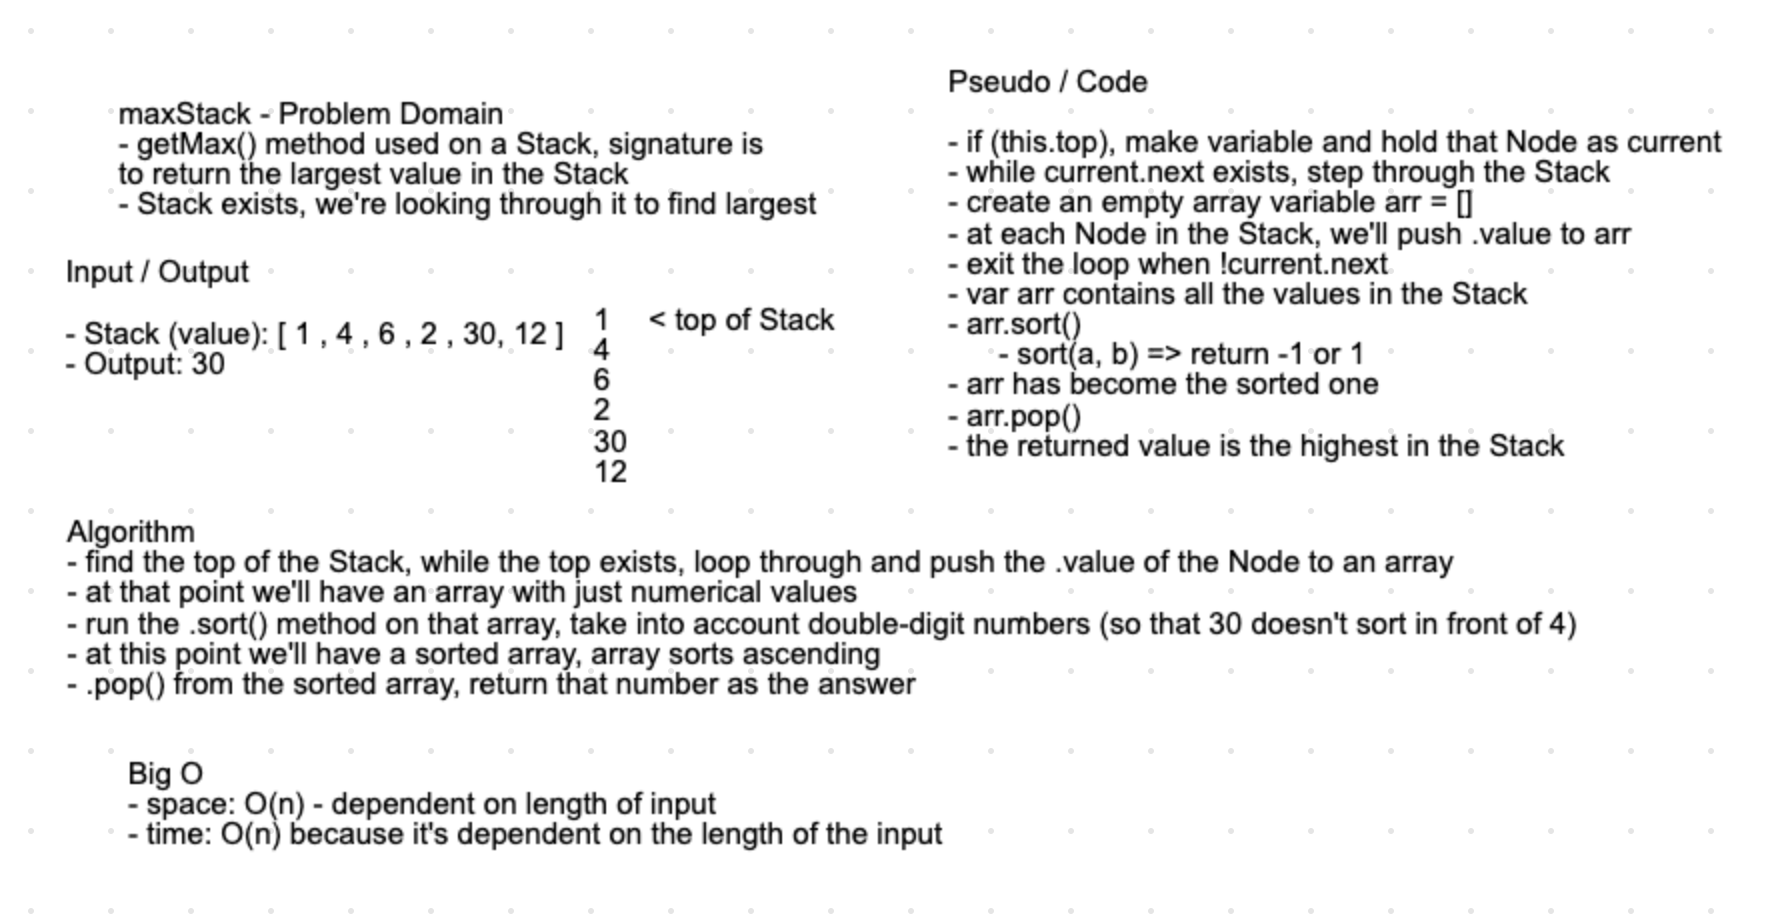 maxStack - Problem Domain
- getMax() method used on a Stack, signature is
to return the largest value in the Stack
- Stack exists, we're looking through it to find largest
Input / Output
- Stack (value): [ 1 , 4 , 6 , 2 , 30, 12 ]
- Output: 30
1 < top of Stack
4
6
2
30
12
Pseudo / Code
- if (this.top), make variable and hold that Node as current
- while current.next exists, step through the Stack
- create an empty array variable arr = []
- at each Node in the Stack, we'll push .value to arr
- exit the loop when !current.next
- var arr contains all the values in the Stack
- arr.sort()
- sort(a, b) => return -1 or 1
- arr has become the sorted one
- arr.pop()
- the returned value is the highest in the Stack
Algorithm
- find the top of the Stack, while the top exists, loop through and push the .value of the Node to an array
- at that point we'll have an array with just numerical values
- run the .sort() method on that array, take into account double-digit numbers (so that 30 doesn't sort in front of 4)
- at this point we'll have a sorted array, array sorts ascending
- .pop() from the sorted array, return that number as the answer
Big O
- space: O(n) - dependent on length of input
- time: O(n) because it's dependent on the length of the input